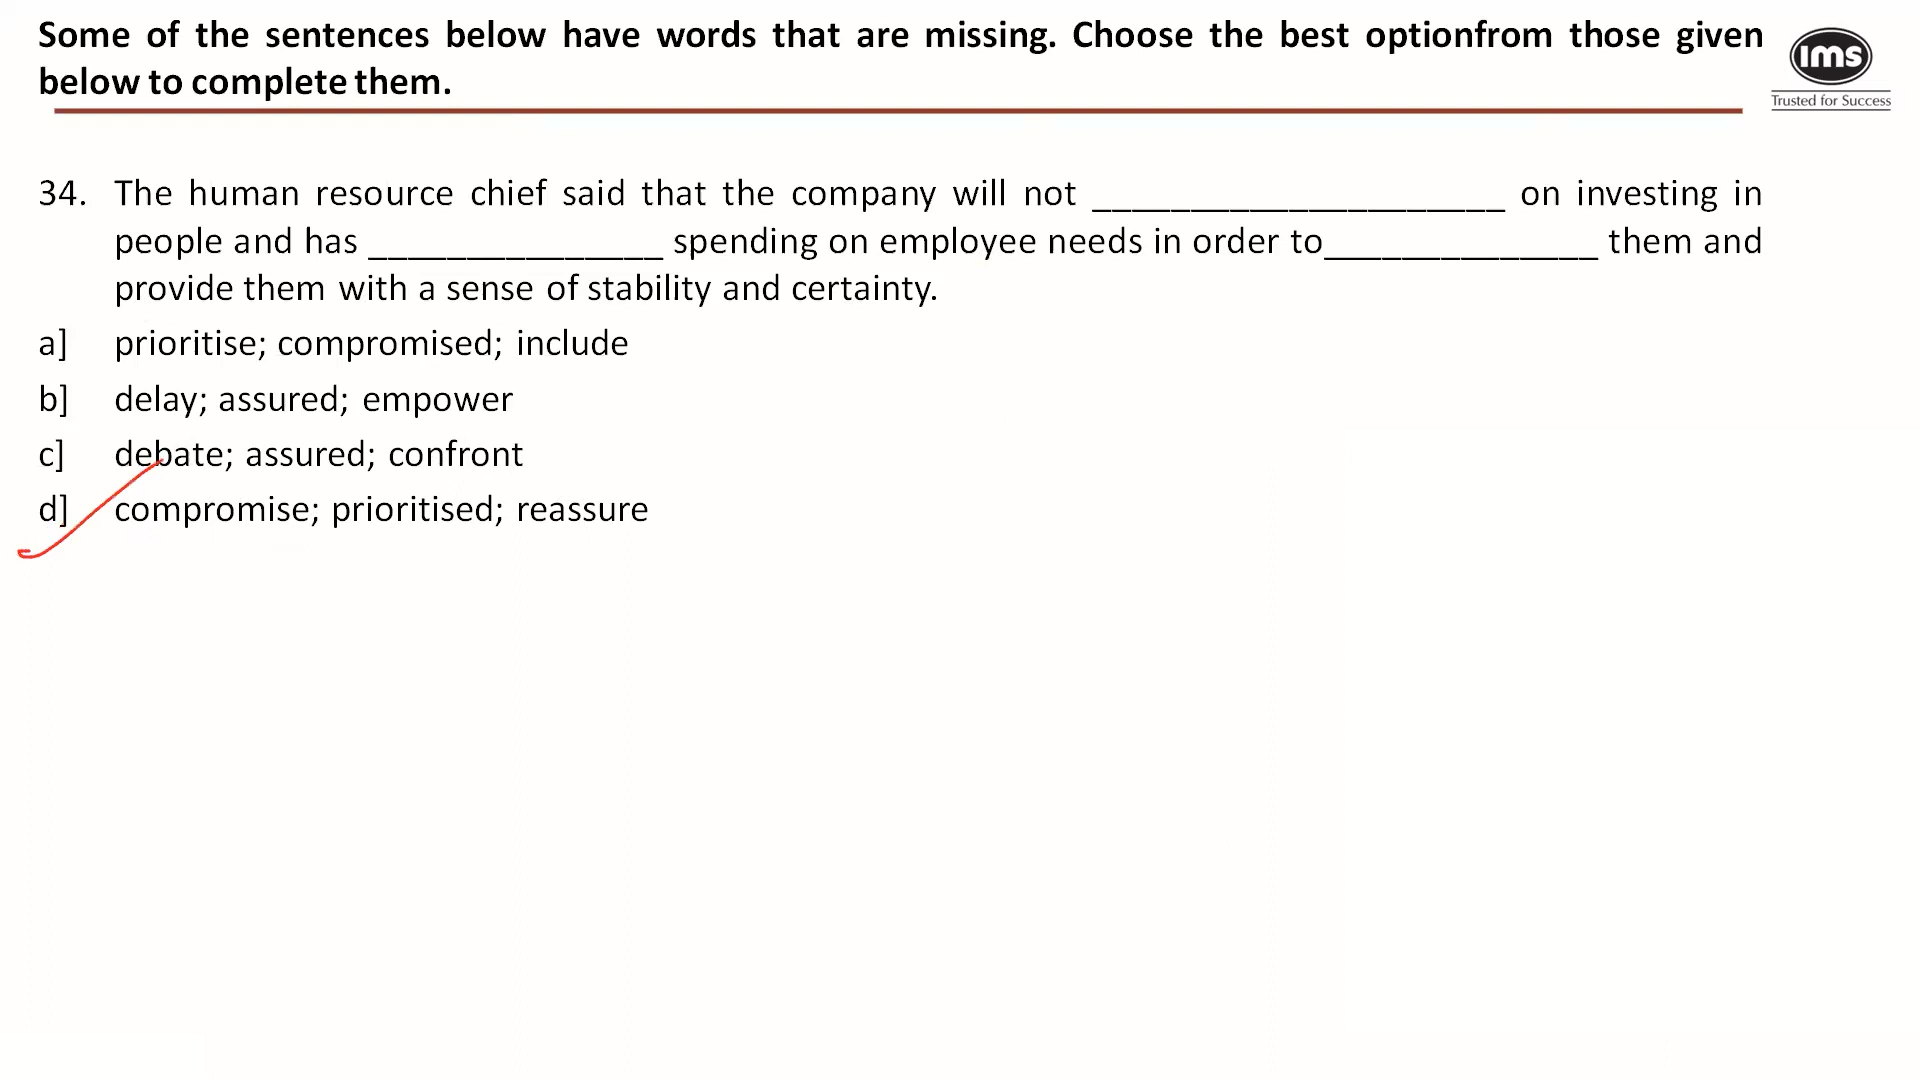 Some of the sentences below have words that are missing. Choose the best optionfrom those given
below to complete them.
ims
Trusted for Success
34. The human resource chief said that the company will not _____________________ on investing in
people and has _______________ spending on employee needs in order to______________ them and
provide them with a sense of stability and certainty.
a] prioritise; compromised; include
b] delay; assured; empower
c] debate; assured; confront
d] compromise; prioritised; reassure